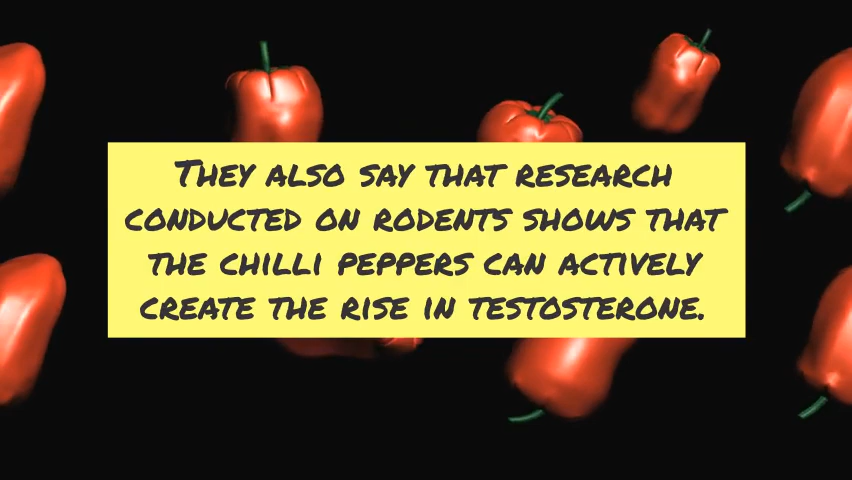 They also say that research
conducted on rodents shows that
the chilli peppers can actively
create the rise in testosterone.